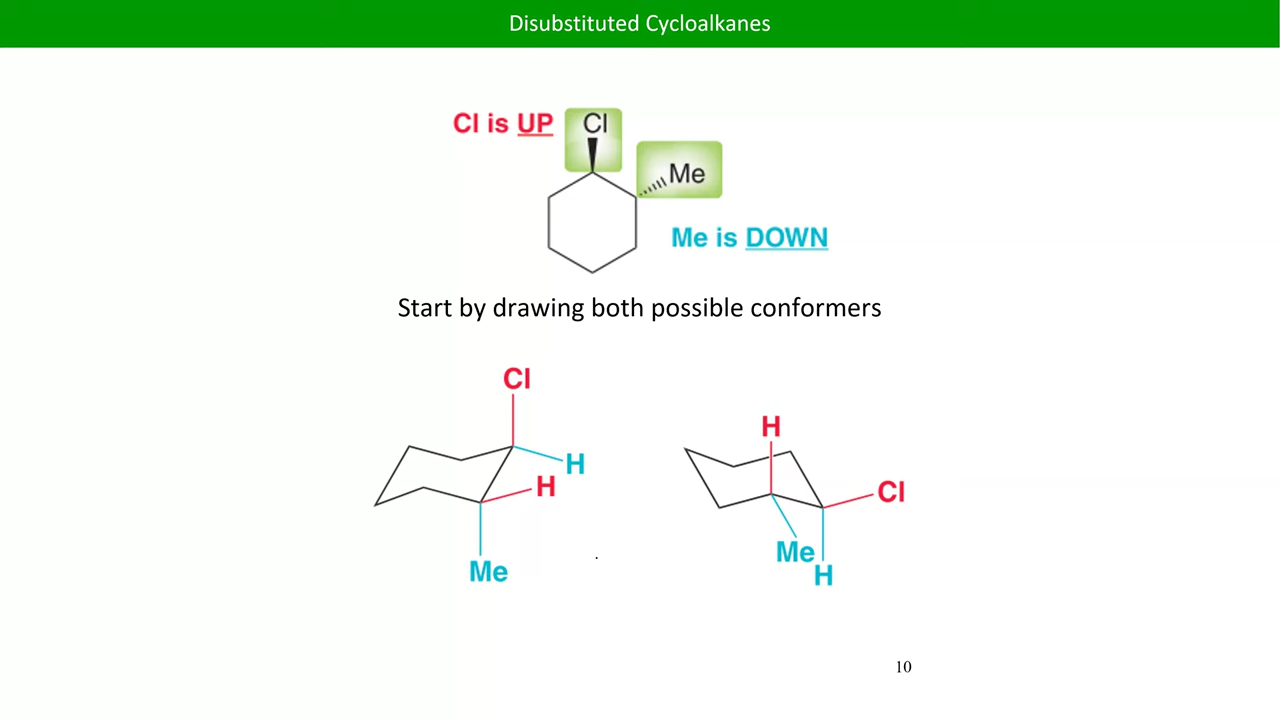 Disubstituted Cycloalkanes
Cl is UP
Cl
Me
Me is DOWN
Start by drawing both possible conformers
Cl
H
H
Me
H
Cl
Me
H
10